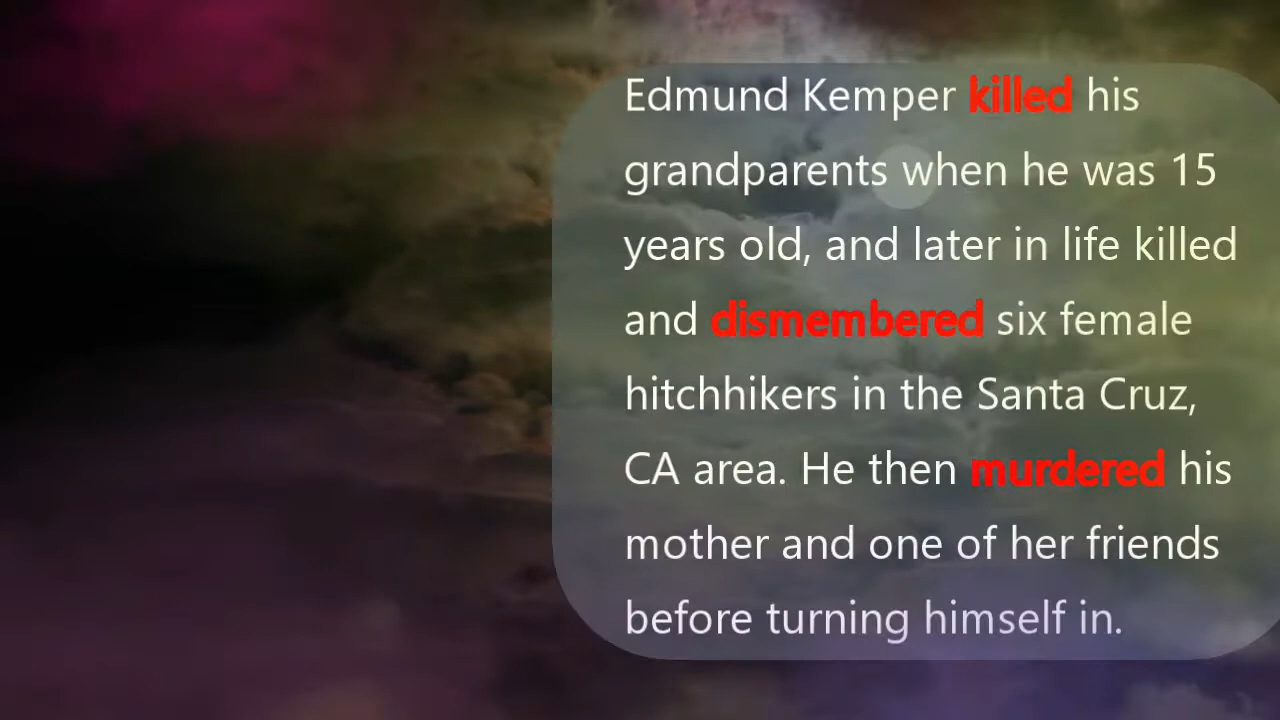 Edmund Kemper killed his
grandparents when he was 15
years old, and later in life killed
and dismembered six female
hitchhikers in the Santa Cruz,
CA area. He then murdered his
mother and one of her friends
before turning himself in.